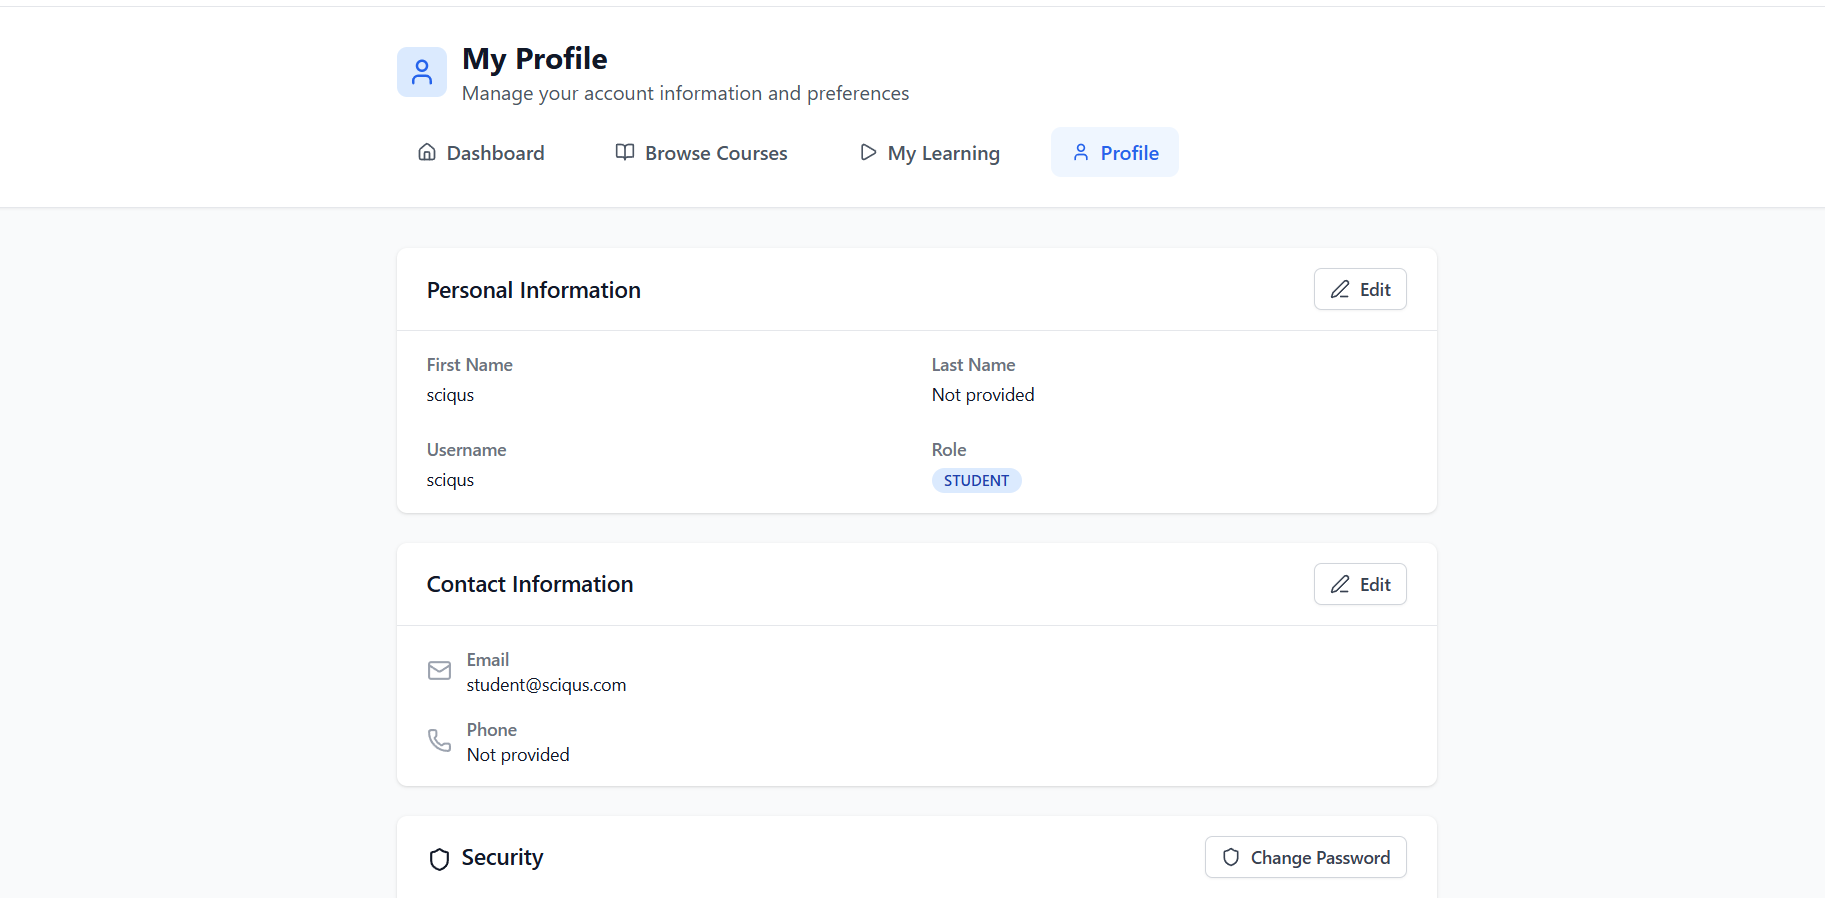 My Profile
Manage your account information and preferences
Dashboard
Browse Courses
My Learning
Profile
Personal Information
Edit
First Name
sciqus
Last Name
Not provided
Username
sciqus
Role
STUDENT
Contact Information
Edit
Email
student@sciqus.com
Phone
Not provided
Security
Change Password